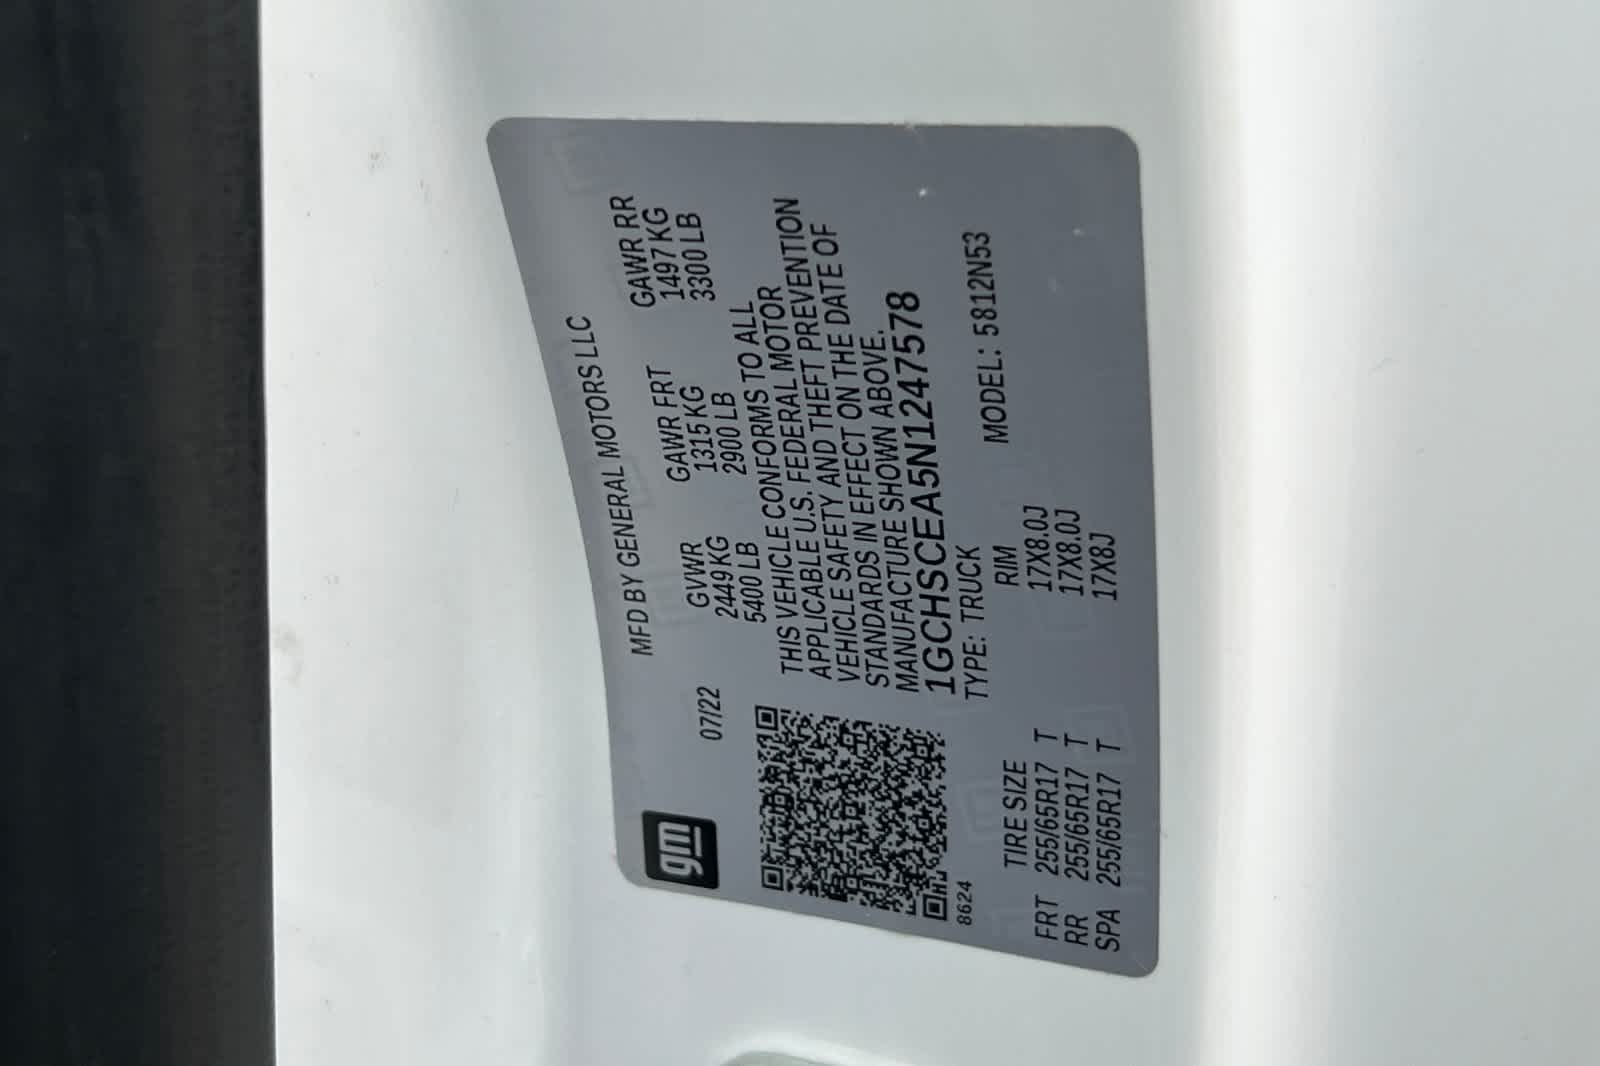 gm
07/22
MFD BY GENERAL MOTORS LLC
GVWR GAWR FRT GAWR RR
2449 KG 1315 KG 1497 KG
5400 LB 2900 LB 3300 LB
THIS VEHICLE CONFORMS TO ALL
APPLICABLE U.S. FEDERAL MOTOR
VEHICLE SAFETY AND THEFT PREVENTION
STANDARDS IN EFFECT ON THE DATE OF
MANUFACTURE SHOWN ABOVE.
1GCHSCEA5N1247578
8624
TYPE: TRUCK MODEL: 5812N53
TIRE SIZE RIM
FRT 255/65R17 T 17X8.0J
RR 255/65R17 T 17X8.0J
SPA 255/65R17 T 17X8J